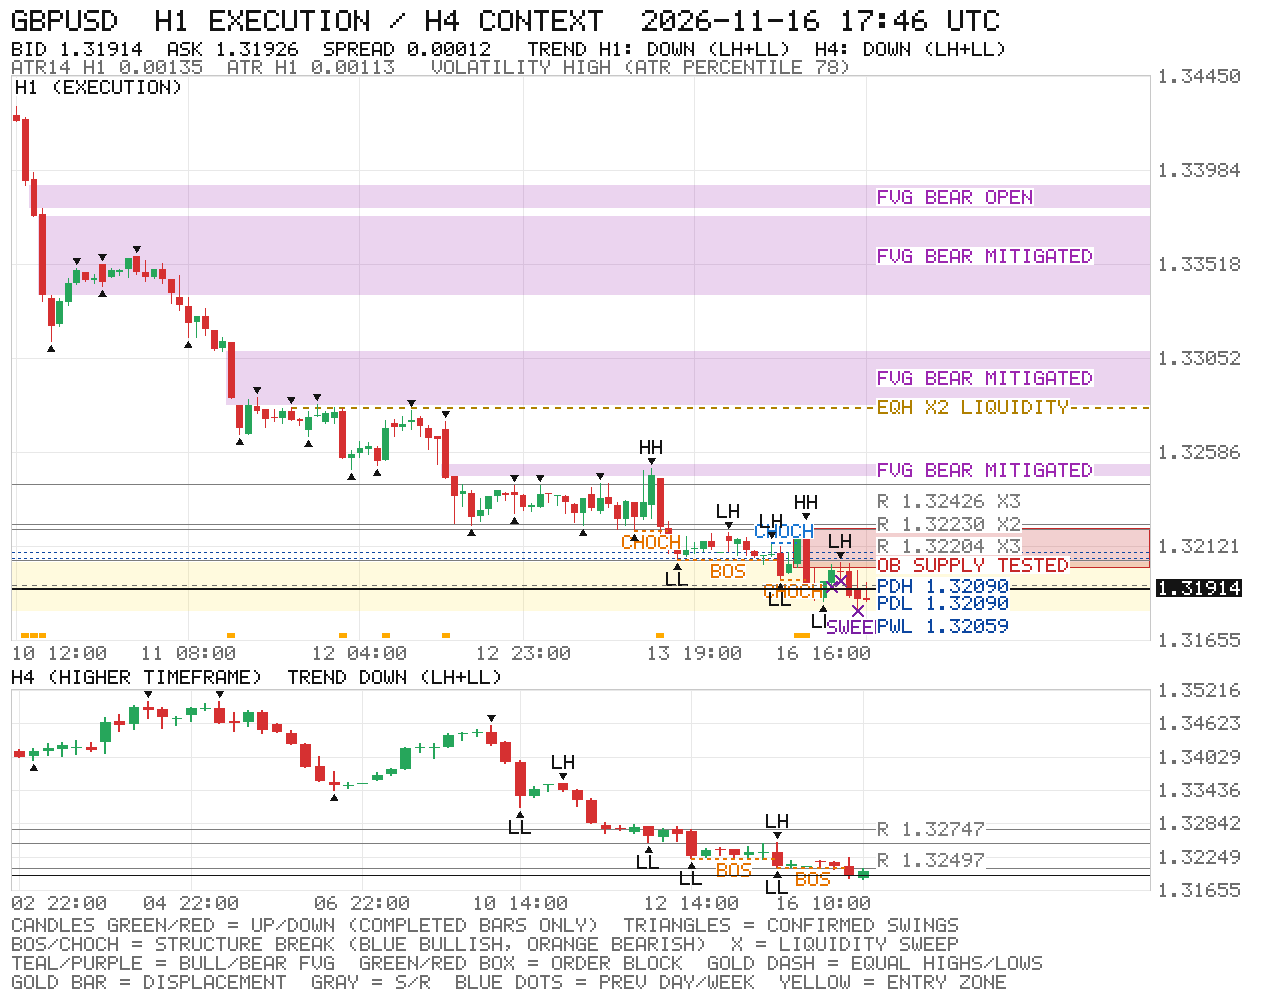 GBPUSD  H1 EXECUTION / H4 CONTEXT  2026-11-16 17:46 UTC
BID 1.31914  ASK 1.31926  SPREAD 0.00012  TREND H1: DOWN (LH+LL)  H4: DOWN (LH+LL)
ATR14 H1 0.00135  ATR H1 0.00113  VOLATILITY HIGH (ATR PERCENTILE 78)
1.34450
H1 (EXECUTION)
1.33984
FVG BEAR OPEN
FVG BEAR MITIGATED
1.33518
1.33052
FVG BEAR MITIGATED
EQH X2 LIQUIDITY
HH
1.32586
FVG BEAR MITIGATED
R 1.32426 X3
HH
LH
LH
R 1.32230 X2
CHOCH
CHOCH
LH
R 1.32204 X3
1.32121
OB SUPPLY TESTED
BOS
LL
PDH 1.32090
1.31914
CHOCH
LL
PDL 1.32090
LL
SWEEP
PWL 1.32059
1.31655
10 12:00  11 08:00  12 04:00  12 23:00  13 19:00  16 16:00
H4 (HIGHER TIMEFRAME)  TREND DOWN (LH+LL)
1.35216
1.34623
1.34029
LH
1.33436
LL
LH
1.32842
R 1.32747
LL
BOS
R 1.32497
1.32249
LL
BOS
LL
1.31655
02 22:00  04 22:00  06 22:00  10 14:00  12 14:00  16 10:00
CANDLES GREEN/RED = UP/DOWN (COMPLETED BARS ONLY)  TRIANGLES = CONFIRMED SWINGS
BOS/CHOCH = STRUCTURE BREAK (BLUE BULLISH, ORANGE BEARISH)  X = LIQUIDITY SWEEP
TEAL/PURPLE = BULL/BEAR FVG  GREEN/RED BOX = ORDER BLOCK  GOLD DASH = EQUAL HIGHS/LOWS
GOLD BAR = DISPLACEMENT  GRAY = S/R  BLUE DOTS = PREV DAY/WEEK  YELLOW = ENTRY ZONE